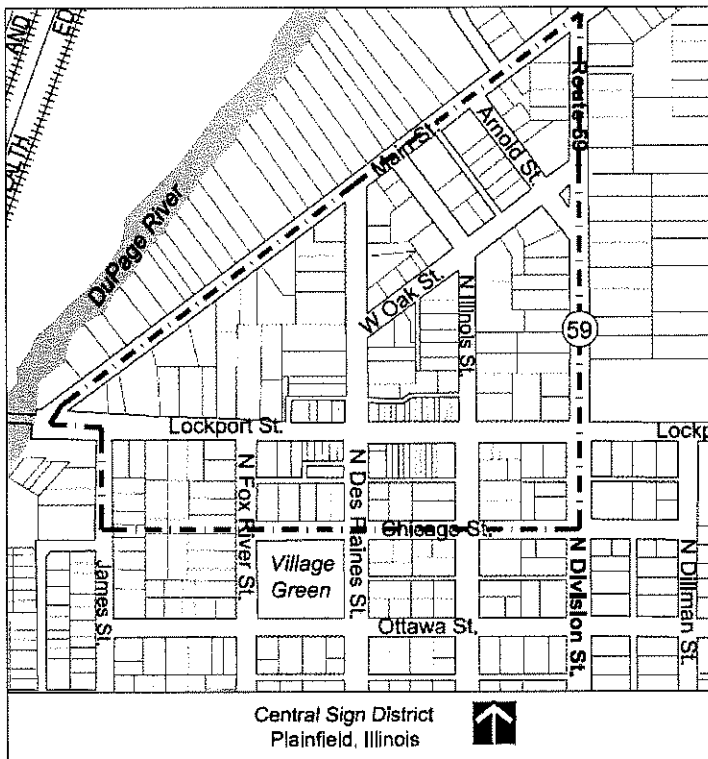 AND
ED
ALTH
DuPage River
Main St.
Arnold St.
Route 59
W Oak St.
N Illinois St.
59
Lockport St.
Lockp
N Fox River St.
N Des Plaines St.
Chicago St.
Village
Green
James St.
Ottawa St.
N Division St.
N Dillman St.
Central Sign District
Plainfield, Illinois